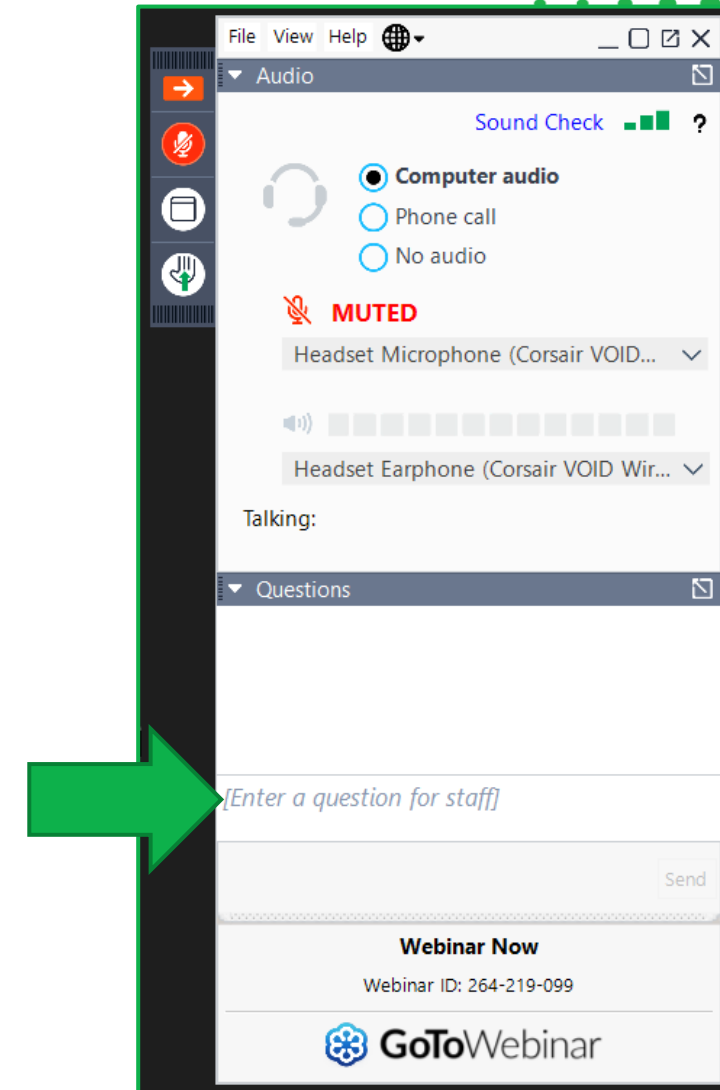 File View Help
Audio
Sound Check ?
Computer audio
Phone call
No audio
MUTED
Headset Microphone (Corsair VOID...
Headset Earphone (Corsair VOID Wir...
Talking:
Questions
[Enter a question for staff]
Send
Webinar Now
Webinar ID: 264-219-099
GoToWebinar